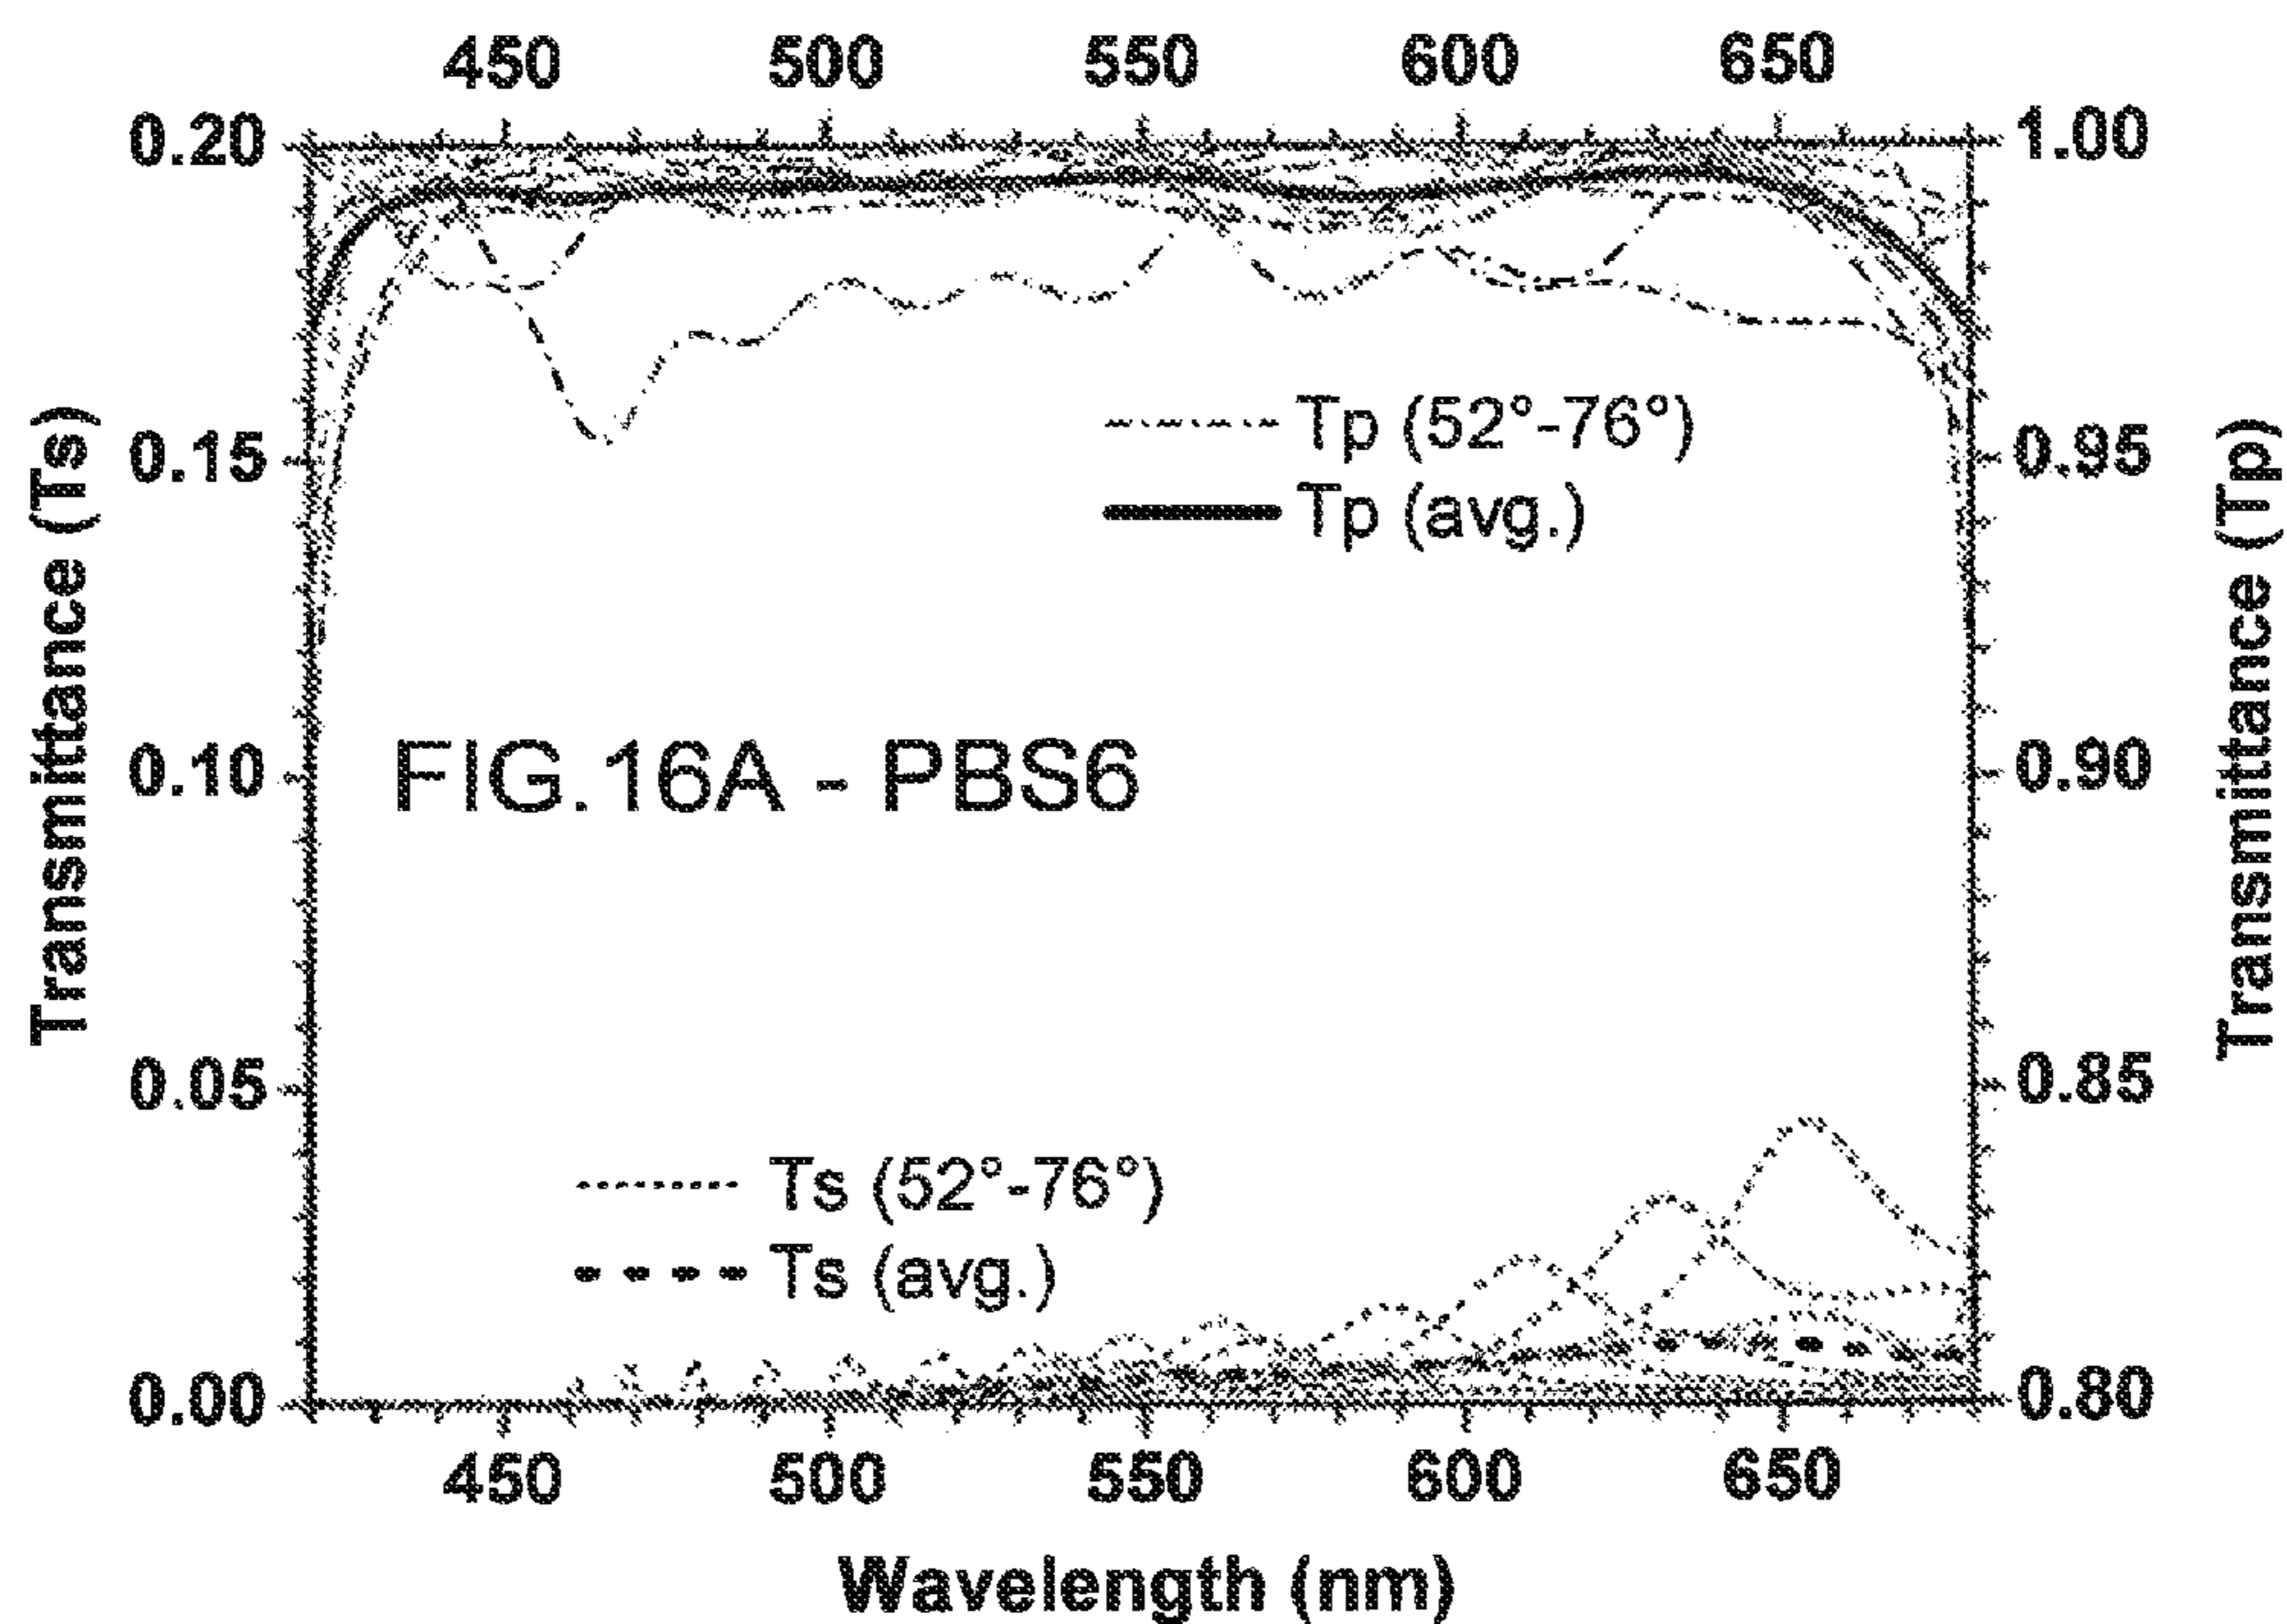 450 500 550 600 650
0.20 1.00
Tp (52°-76°)
0.15 0.95
Tp (avg.)
Transmittance (Ts)
Transmittance (Tp)
FIG.16A - PBS6
0.10 0.90
0.05 0.85
Ts (52°-76°)
Ts (avg.)
0.00 0.80
450 500 550 600 650
Wavelength (nm)